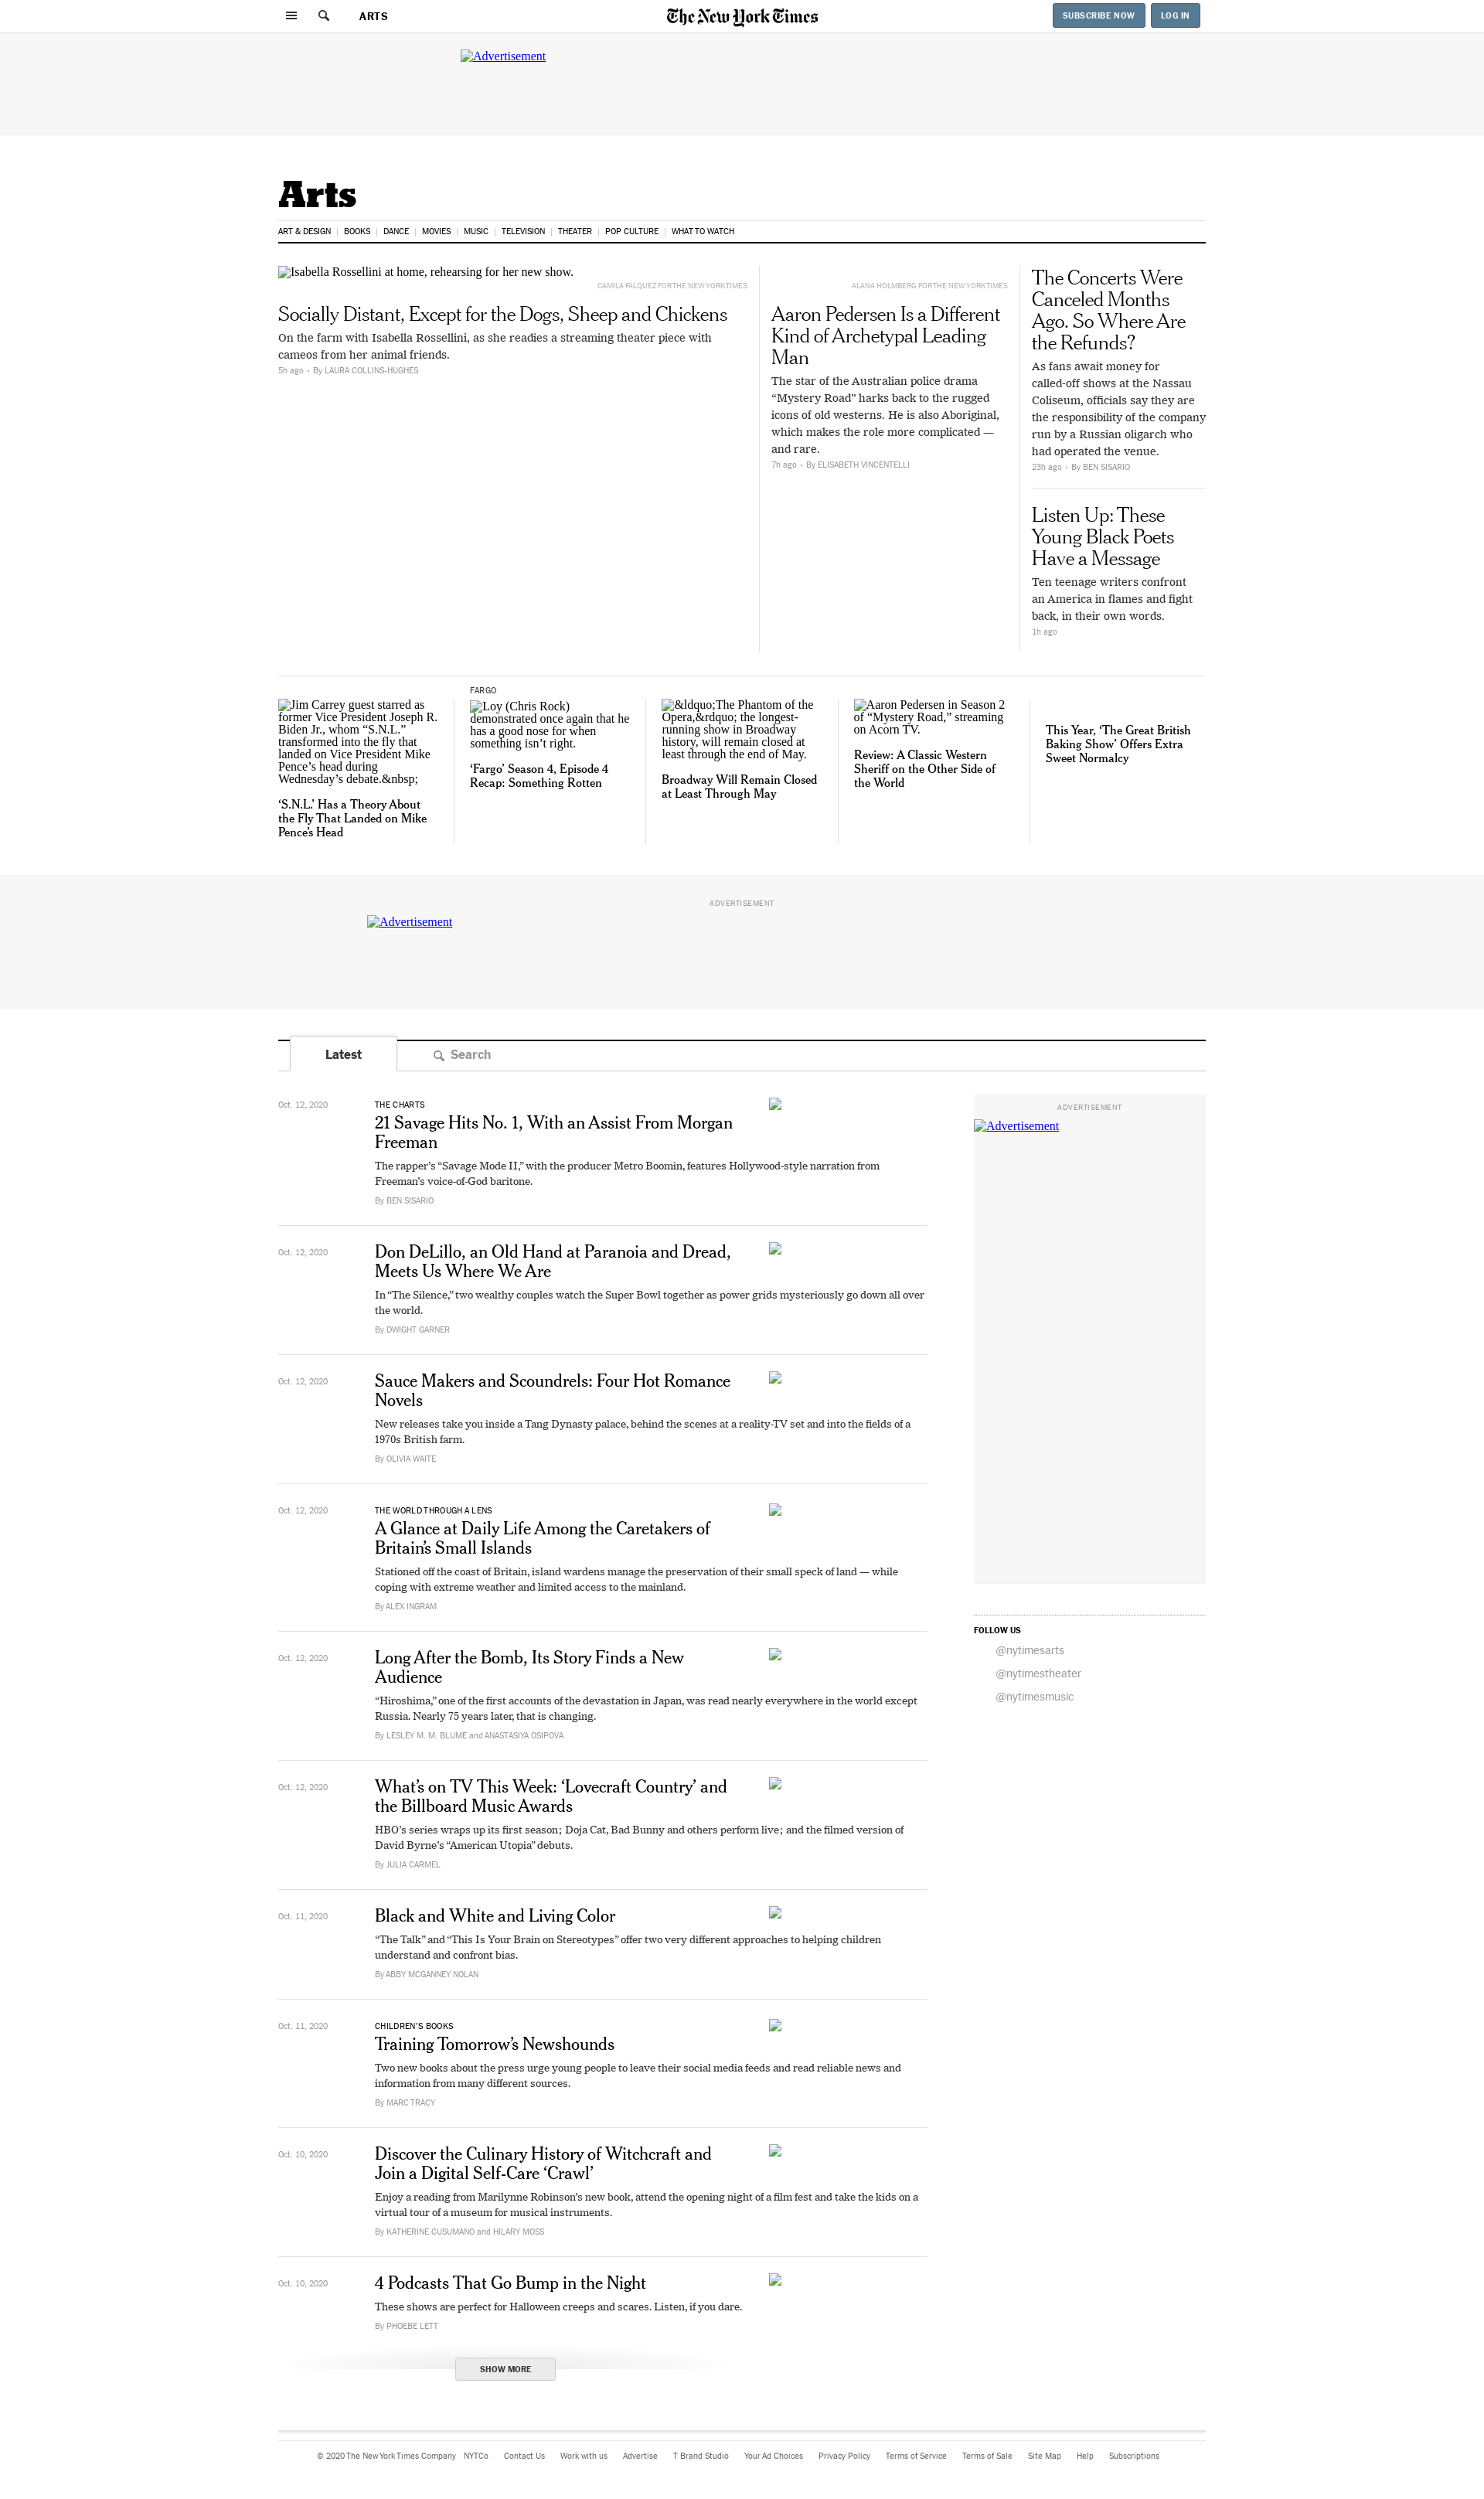 ARTS
The New York Times
SUBSCRIBE NOW
LOG IN
Advertisement
Arts
ART & DESIGN
BOOKS
DANCE
MOVIES
MUSIC
TELEVISION
THEATER
POP CULTURE
WHAT TO WATCH
Isabella Rossellini at home, rehearsing for her new show.
CAMILA FALQUEZ FOR THE NEW YORK TIMES
Socially Distant, Except for the Dogs, Sheep and Chickens
On the farm with Isabella Rossellini, as she readies a streaming theater piece with
cameos from her animal friends.
5h ago • By LAURA COLLINS-HUGHES
ALANA HOLMBERG FOR THE NEW YORK TIMES
Aaron Pedersen Is a Different
Kind of Archetypal Leading
Man
The star of the Australian police drama
“Mystery Road” harks back to the rugged
icons of old westerns. He is also Aboriginal,
which makes the role more complicated —
and rare.
7h ago • By ELISABETH VINCENTELLI
The Concerts Were
Canceled Months
Ago. So Where Are
the Refunds?
As fans await money for
called-off shows at the Nassau
Coliseum, officials say they are
the responsibility of the company
run by a Russian oligarch who
had operated the venue.
23h ago • By BEN SISARIO
Listen Up: These
Young Black Poets
Have a Message
Ten teenage writers confront
an America in flames and fight
back, in their own words.
1h ago
Jim Carrey guest starred as
former Vice President Joseph R.
Biden Jr., whom “S.N.L.”
transformed into the fly that
landed on Vice President Mike
Pence’s head during
Wednesday’s debate.&nbsp;
‘S.N.L.’ Has a Theory About
the Fly That Landed on Mike
Pence’s Head
FARGO
Loy (Chris Rock)
demonstrated once again that he
has a good nose for when
something isn’t right.
‘Fargo’ Season 4, Episode 4
Recap: Something Rotten
&ldquo;The Phantom of the
Opera,&rdquo; the longest-
running show in Broadway
history, will remain closed at
least through the end of May.
Broadway Will Remain Closed
at Least Through May
Aaron Pedersen in Season 2
of “Mystery Road,” streaming
on Acorn TV.
Review: A Classic Western
Sheriff on the Other Side of
the World
This Year, ‘The Great British
Baking Show’ Offers Extra
Sweet Normalcy
ADVERTISEMENT
Advertisement
Latest
Search
Oct. 12, 2020
THE CHARTS
21 Savage Hits No. 1, With an Assist From Morgan
Freeman
The rapper’s “Savage Mode II,” with the producer Metro Boomin, features Hollywood-style narration from
Freeman’s voice-of-God baritone.
By BEN SISARIO
Oct. 12, 2020
Don DeLillo, an Old Hand at Paranoia and Dread,
Meets Us Where We Are
In “The Silence,” two wealthy couples watch the Super Bowl together as power grids mysteriously go down all over
the world.
By DWIGHT GARNER
Oct. 12, 2020
Sauce Makers and Scoundrels: Four Hot Romance
Novels
New releases take you inside a Tang Dynasty palace, behind the scenes at a reality-TV set and into the fields of a
1970s British farm.
By OLIVIA WAITE
Oct. 12, 2020
THE WORLD THROUGH A LENS
A Glance at Daily Life Among the Caretakers of
Britain’s Small Islands
Stationed off the coast of Britain, island wardens manage the preservation of their small speck of land — while
coping with extreme weather and limited access to the mainland.
By ALEX INGRAM
Oct. 12, 2020
Long After the Bomb, Its Story Finds a New
Audience
“Hiroshima,” one of the first accounts of the devastation in Japan, was read nearly everywhere in the world except
Russia. Nearly 75 years later, that is changing.
By LESLEY M. M. BLUME and ANASTASIYA OSIPOVA
Oct. 12, 2020
What’s on TV This Week: ‘Lovecraft Country’ and
the Billboard Music Awards
HBO’s series wraps up its first season; Doja Cat, Bad Bunny and others perform live; and the filmed version of
David Byrne’s “American Utopia” debuts.
By JULIA CARMEL
Oct. 11, 2020
Black and White and Living Color
“The Talk” and “This Is Your Brain on Stereotypes” offer two very different approaches to helping children
understand and confront bias.
By ABBY MCGANNEY NOLAN
Oct. 11, 2020
CHILDREN’S BOOKS
Training Tomorrow’s Newshounds
Two new books about the press urge young people to leave their social media feeds and read reliable news and
information from many different sources.
By MARC TRACY
Oct. 10, 2020
Discover the Culinary History of Witchcraft and
Join a Digital Self-Care ‘Crawl’
Enjoy a reading from Marilynne Robinson’s new book, attend the opening night of a film fest and take the kids on a
virtual tour of a museum for musical instruments.
By KATHERINE CUSUMANO and HILARY MOSS
Oct. 10, 2020
4 Podcasts That Go Bump in the Night
These shows are perfect for Halloween creeps and scares. Listen, if you dare.
By PHOEBE LETT
SHOW MORE
ADVERTISEMENT
Advertisement
FOLLOW US
@nytimesarts
@nytimestheater
@nytimesmusic
© 2020 The New York Times Company
NYTCo
Contact Us
Work with us
Advertise
T Brand Studio
Your Ad Choices
Privacy Policy
Terms of Service
Terms of Sale
Site Map
Help
Subscriptions